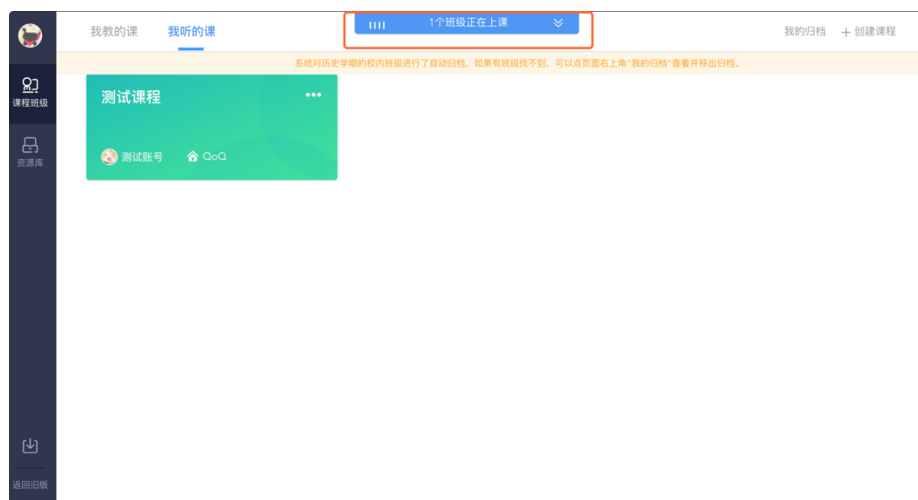 我教的课
我听的课
1个班级正在上课
我的归档
+ 创建课程
系统对历史学期的校内班级进行了自动归档，如果有班级找不到，可以点页面右上角"我的归档"查看并移出归档。
课程班级
测试课程
测试账号
QoQ
资源库
返回旧版